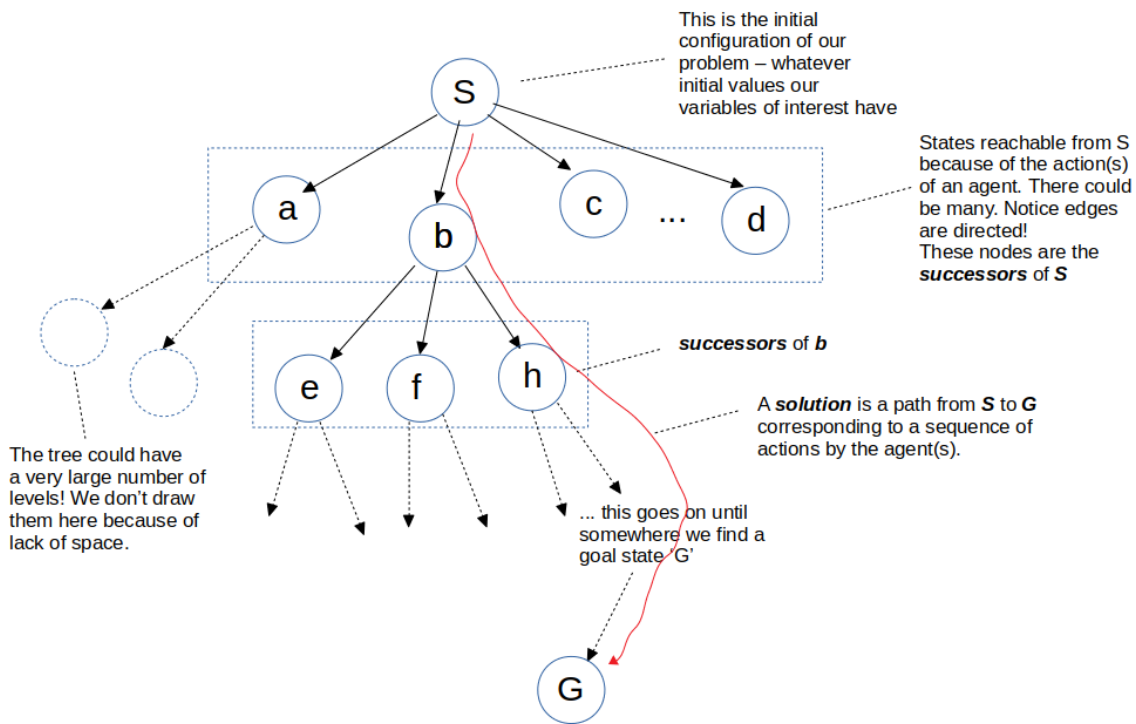 This is the initial
configuration of our
problem – whatever
initial values our
variables of interest have
S
States reachable from S
because of the action(s)
of an agent. There could
be many. Notice edges
are directed!
These nodes are the
successors of S
a
b
c
...
d
successors of b
e
f
h
A solution is a path from S to G
corresponding to a sequence of
actions by the agent(s).
The tree could have
a very large number of
levels! We don't draw
them here because of
lack of space.
... this goes on until
somewhere we find a
goal state 'G'
G